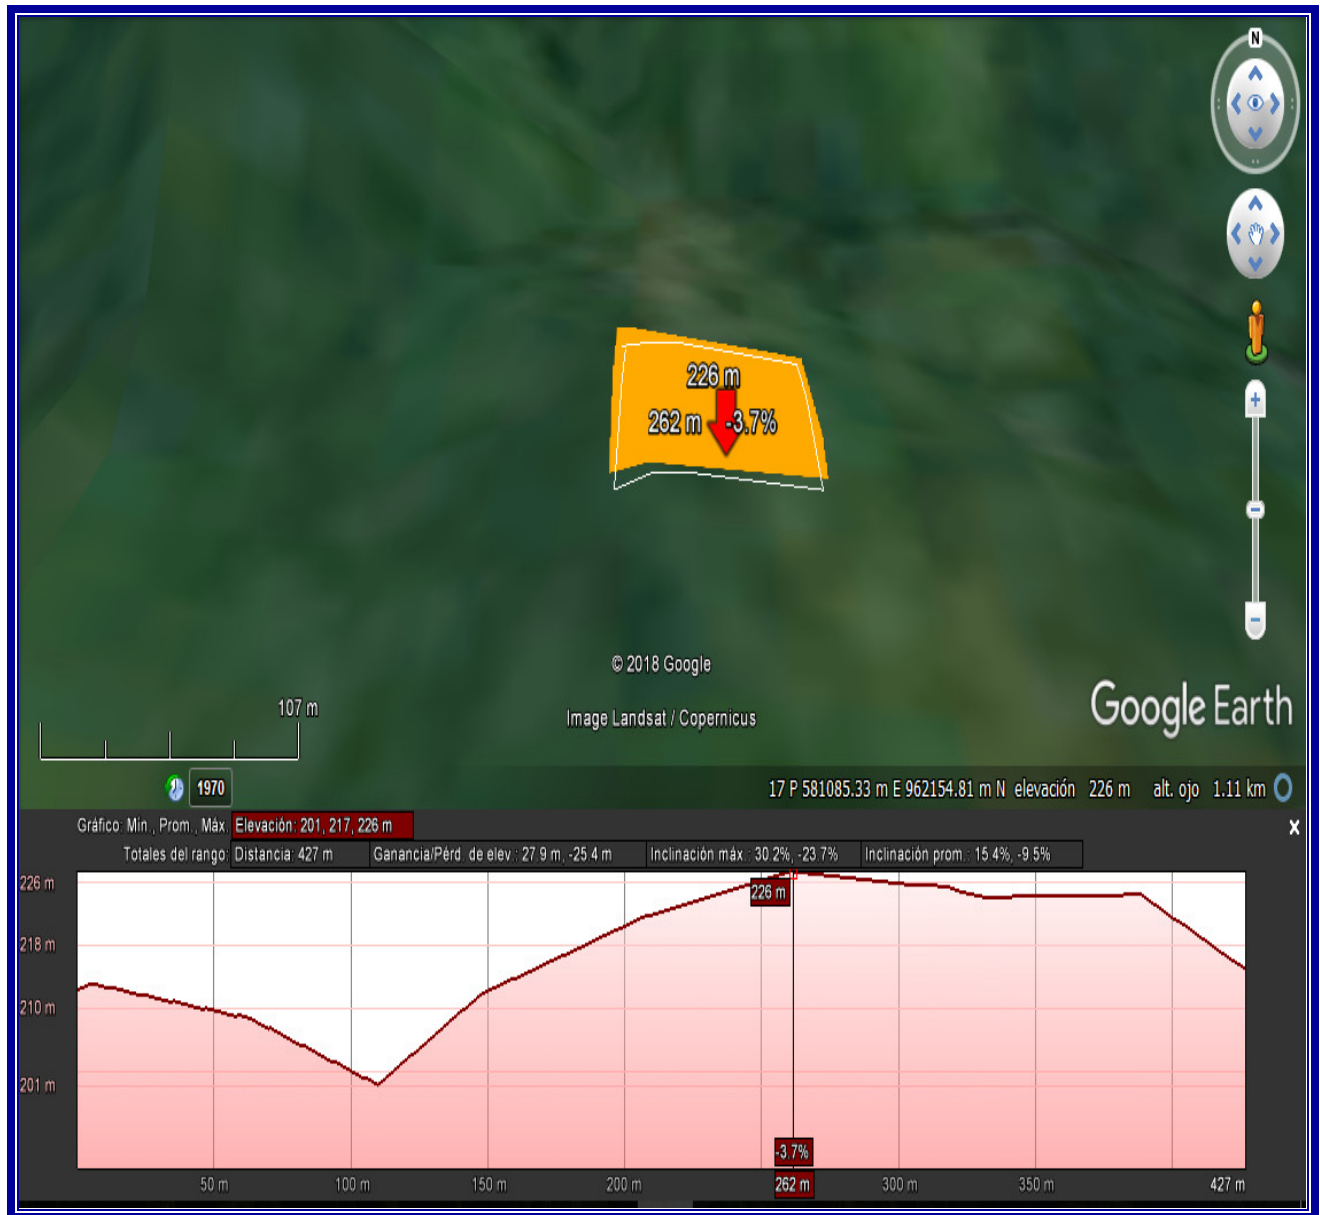 N
226 m
262 m -3.7%
© 2018 Google
Image Landsat / Copernicus
Google Earth
107 m
1970
17 P 581085.33 m E 962154.81 m N elevación 226 m alt. ojo 1.11 km
Gráfico: Mín., Prom., Máx. Elevación: 201, 217, 226 m
Totales del rango: Distancia: 427 m Ganancia/Pérd. de elev.: 27.9 m, -25.4 m Inclinación máx.: 30.2%, -23.7% Inclinación prom.: 15.4%, -9.5%
226 m
226 m
218 m
210 m
201 m
-3.7%
50 m 100 m 150 m 200 m 262 m 300 m 350 m 427 m